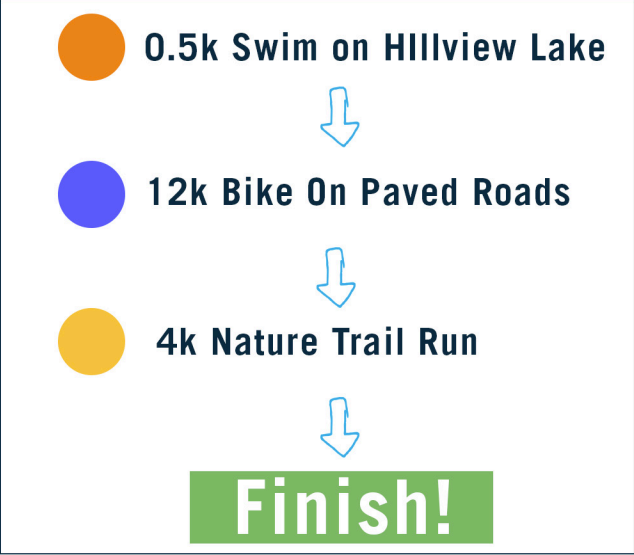 0.5k Swim on HIllview Lake
12k Bike On Paved Roads
4k Nature Trail Run
Finish!